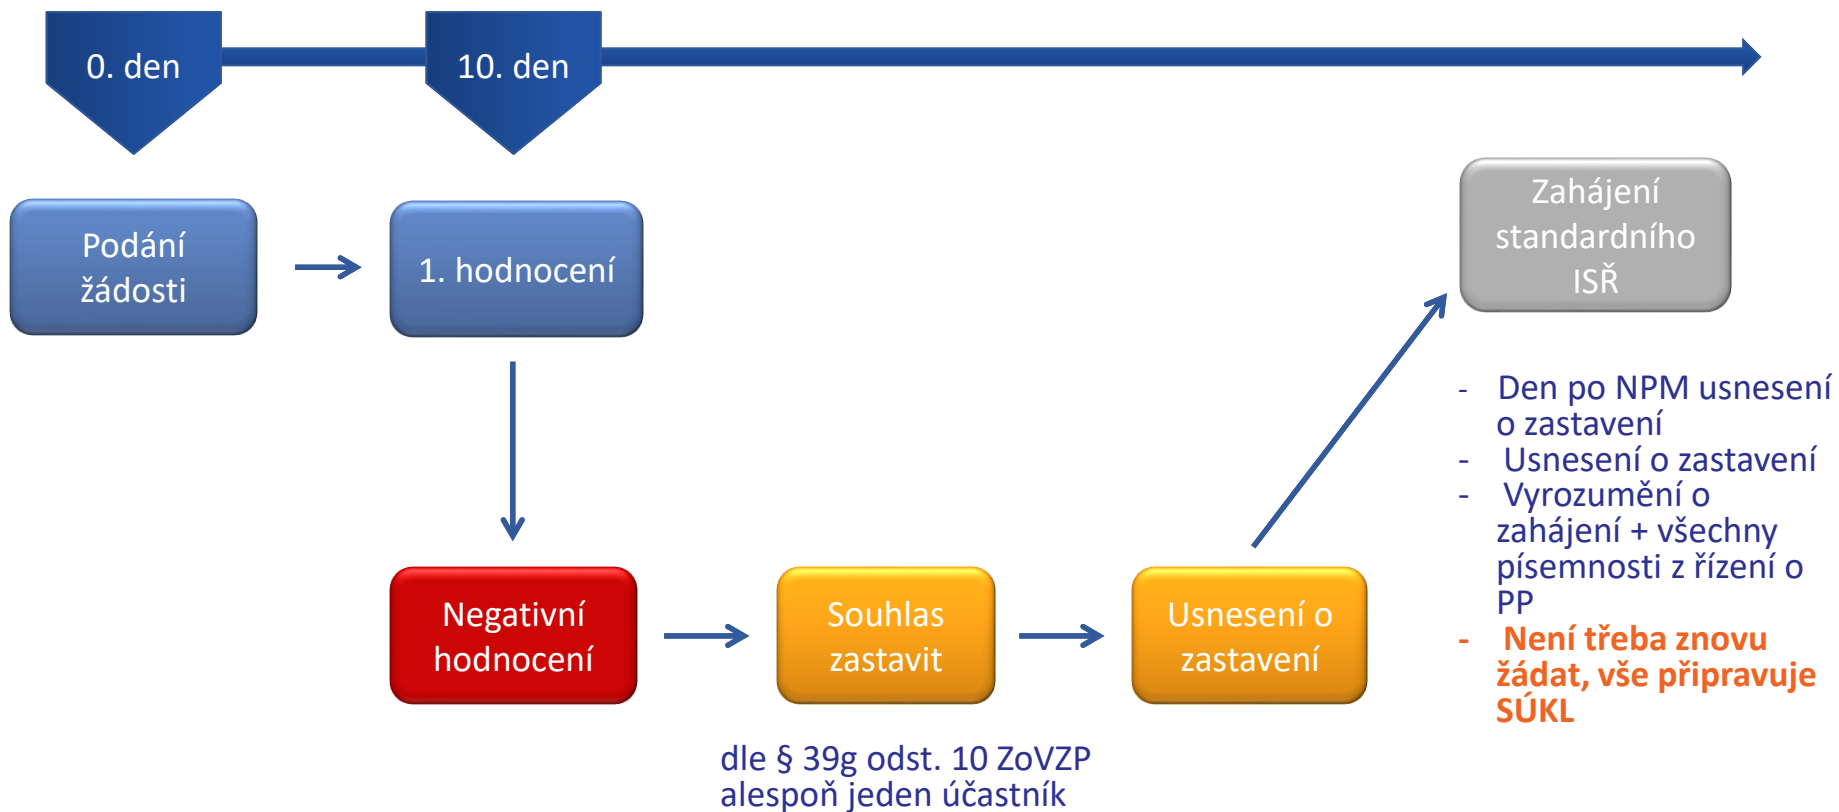 0. den
10. den
Podání
žádosti
1. hodnocení
Zahájení
standardního
ISŘ
Negativní
hodnocení
Souhlas
zastavit
Usnesení o
zastavení
- Den po NPM usnesení
o zastavení
- Usnesení o zastavení
- Vyrozumění o
zahájení + všechny
písemnosti z řízení o
PP
- Není třeba znovu
žádat, vše připravuje
SÚKL
dle § 39g odst. 10 ZoVZP
alespoň jeden účastník